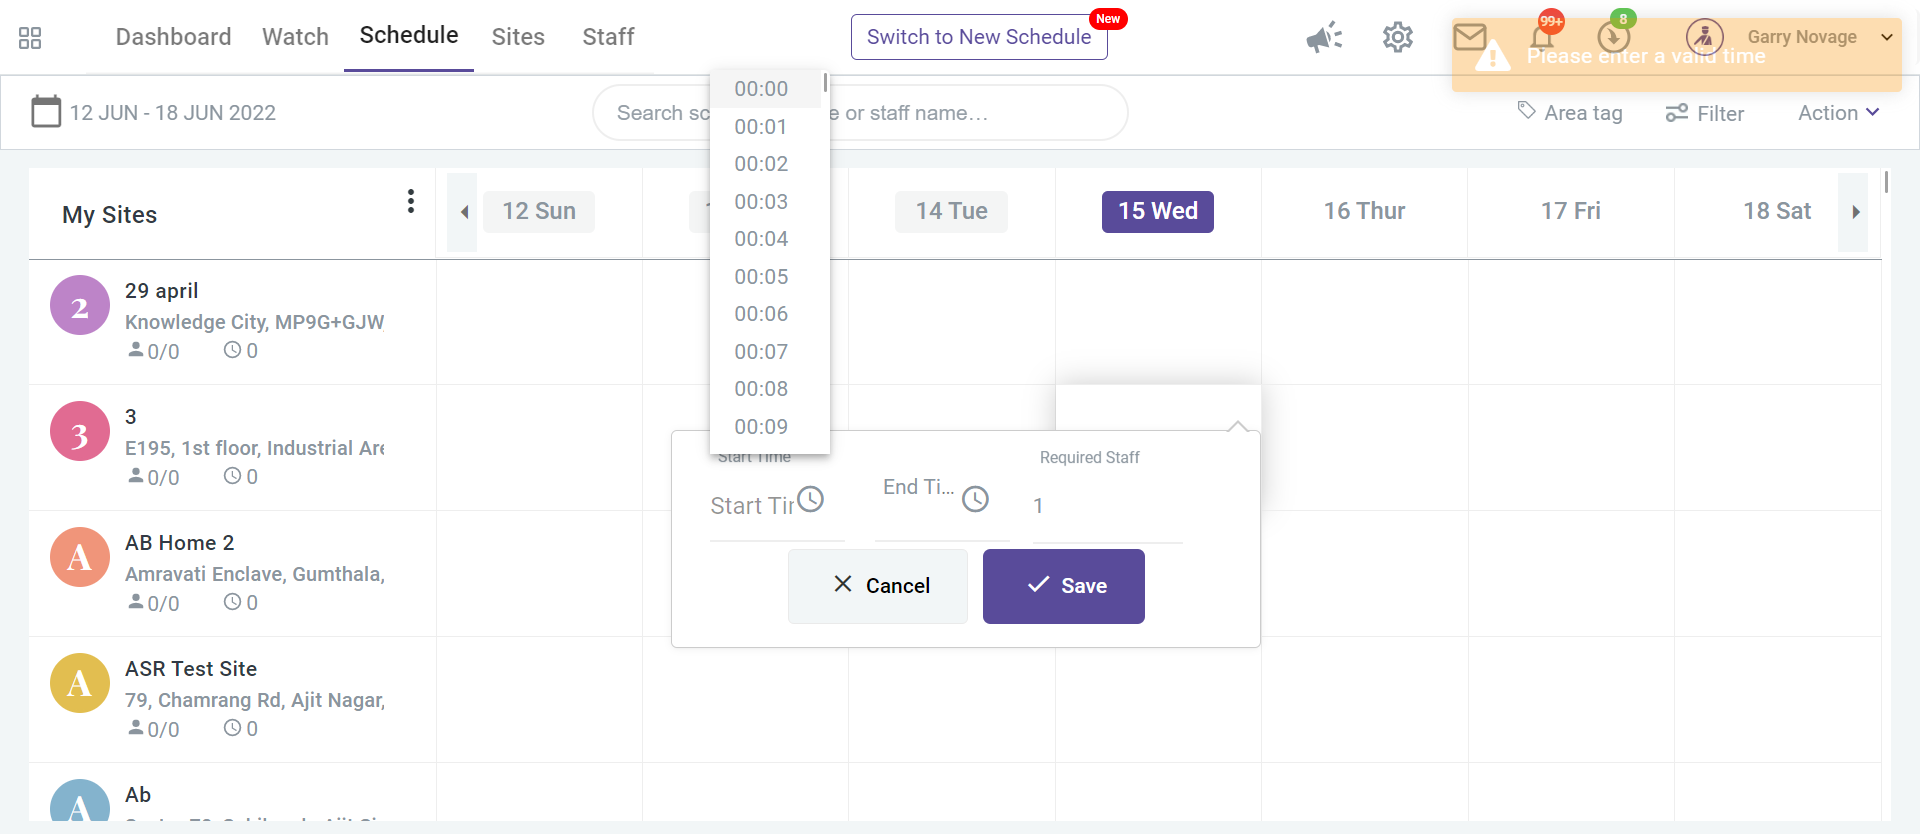 Dashboard
Watch
Schedule
Sites
Staff
Switch to New Schedule
New
99+
8
Garry Novage
Please enter a valid time
12 JUN - 18 JUN 2022
Search sc
e or staff name...
Area tag
Filter
Action
00:00
00:01
00:02
00:03
00:04
00:05
00:06
00:07
00:08
00:09
My Sites
12 Sun
14 Tue
15 Wed
16 Thur
17 Fri
18 Sat
2
29 april
Knowledge City, MP9G+GJW,
0/0
0
3
3
E195, 1st floor, Industrial Are
0/0
0
A
AB Home 2
Amravati Enclave, Gumthala,
0/0
0
A
ASR Test Site
79, Chamrang Rd, Ajit Nagar,
0/0
0
A
Ab
Start Time
Start Tir
End Ti...
Required Staff
1
Cancel
Save